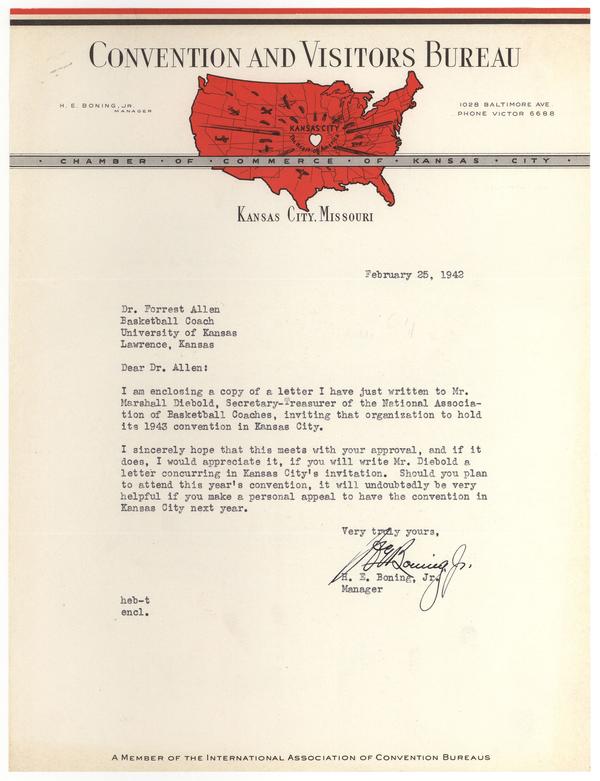 CONVENTION AND VISITORS BUREAU
H. E. BONING, JR.
MANAGER
1028 BALTIMORE AVE.
PHONE VICTOR 6688
KANSAS CITY
The Heart of America
· CHAMBER · OF · COMMERCE · OF · KANSAS · CITY ·
KANSAS CITY, MISSOURI
February 25, 1942
Dr. Forrest Allen
Basketball Coach
University of Kansas
Lawrence, Kansas
Dear Dr. Allen:
I am enclosing a copy of a letter I have just written to Mr.
Marshall Diebold, Secretary-Treasurer of the National Associa-
tion of Basketball Coaches, inviting that organization to hold
its 1943 convention in Kansas City.
I sincerely hope that this meets with your approval, and if it
does, I would appreciate it, if you will write Mr. Diebold a
letter concurring in Kansas City's invitation. Should you plan
to attend this year's convention, it will undoubtedly be very
helpful if you make a personal appeal to have the convention in
Kansas City next year.
Very truly yours,
H E Boning, Jr.
H. E. Boning, Jr.
Manager
heb-t
encl.
A MEMBER OF THE INTERNATIONAL ASSOCIATION OF CONVENTION BUREAUS